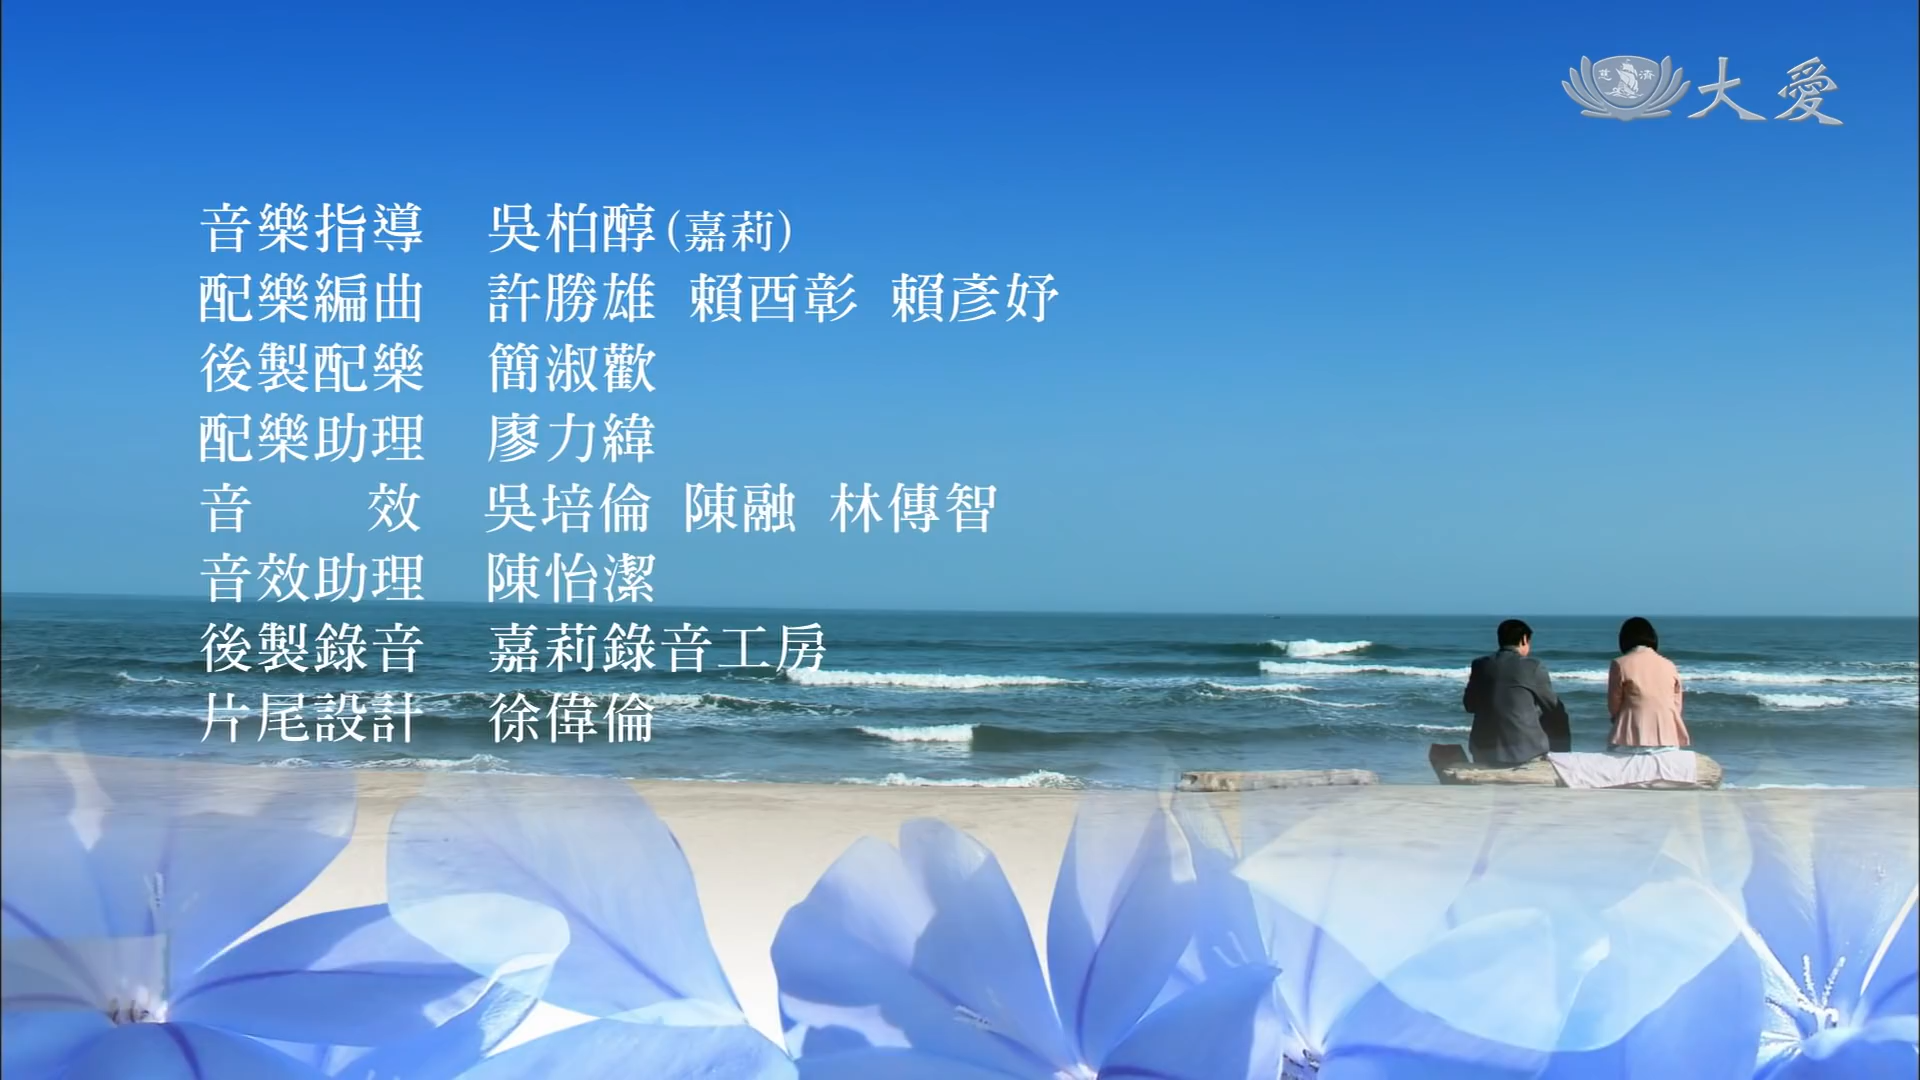 慈濟 大愛
音樂指導 吳柏醇(嘉莉)
配樂編曲 許勝雄 賴酉彰 賴彥妤
後製配樂 簡淑歡
配樂助理 廖力緯
音效 吳培倫 陳融 林傳智
音效助理 陳怡潔
後製錄音 嘉莉錄音工房
片尾設計 徐偉倫